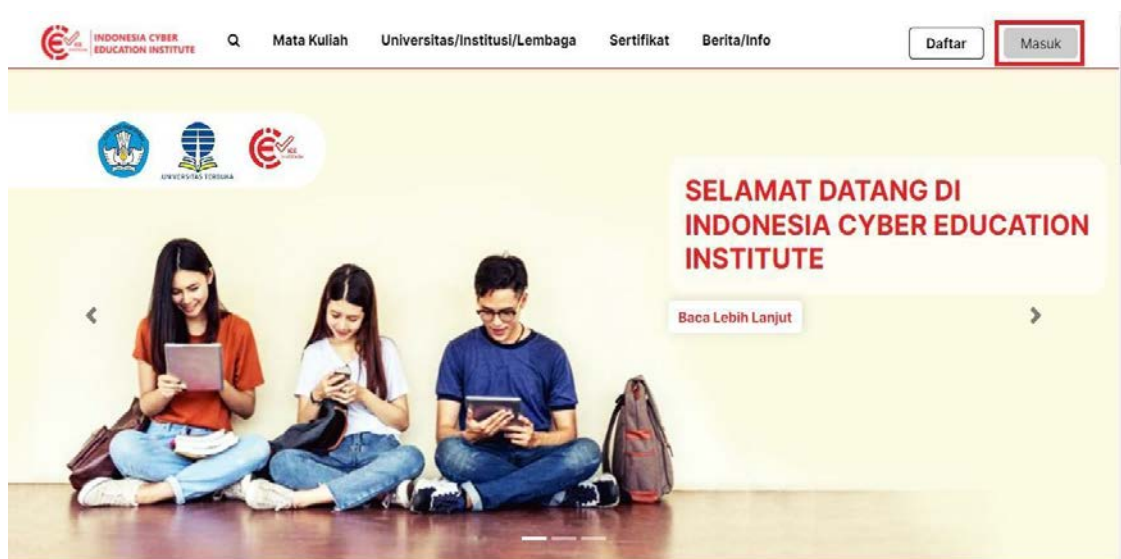 INDONESIA CYBER
EDUCATION INSTITUTE
Mata Kuliah Universitas/Institusi/Lembaga Sertifikat Berita/Info Daftar Masuk
UNIVERSITAS TERBUKA
ICE
SELAMAT DATANG DI
INDONESIA CYBER EDUCATION
INSTITUTE
Baca Lebih Lanjut